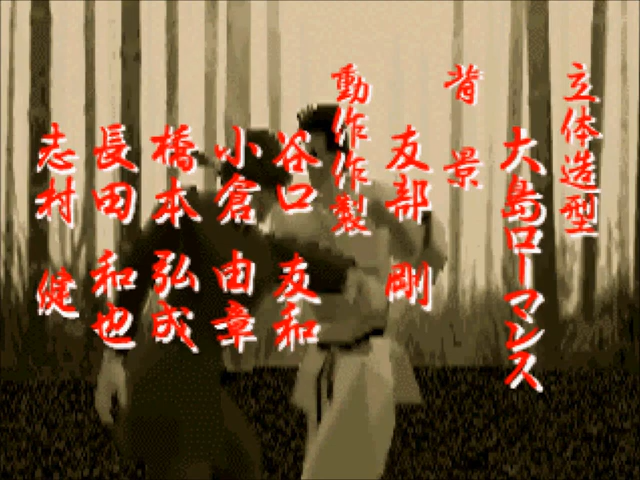 立体造型
大島ローマンス
背景
友部 剛
動作作製
谷口 友和
小倉 由章
橋本 弘成
長田 和也
志村 健